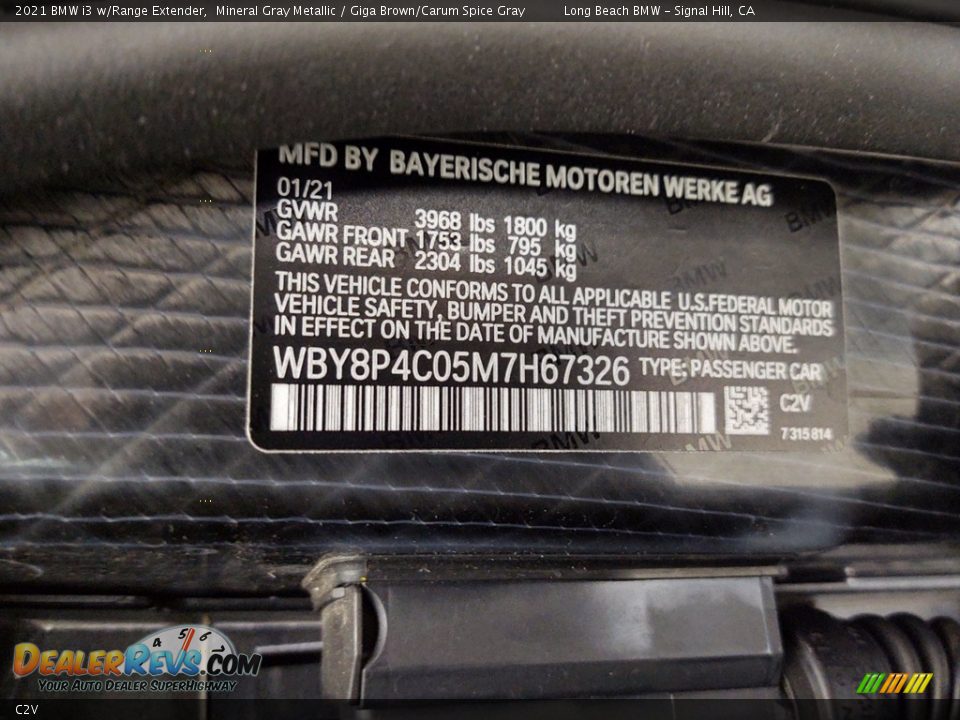 2021 BMW i3 w/Range Extender, Mineral Gray Metallic / Giga Brown/Carum Spice Gray Long Beach BMW - Signal Hill, CA
MFD BY BAYERISCHE MOTOREN WERKE AG
01/21
GVWR 3968 lbs 1800 kg
GAWR FRONT 1753 lbs 795 kg
GAWR REAR 2304 lbs 1045 kg
THIS VEHICLE CONFORMS TO ALL APPLICABLE U.S.FEDERAL MOTOR
VEHICLE SAFETY, BUMPER AND THEFT PREVENTION STANDARDS
IN EFFECT ON THE DATE OF MANUFACTURE SHOWN ABOVE.
WBY8P4C05M7H67326 TYPE: PASSENGER CAR
C2V
7315814
4 5 6
DEALERREVS.COM
YOUR AUTO DEALER SUPERHIGHWAY
C2V